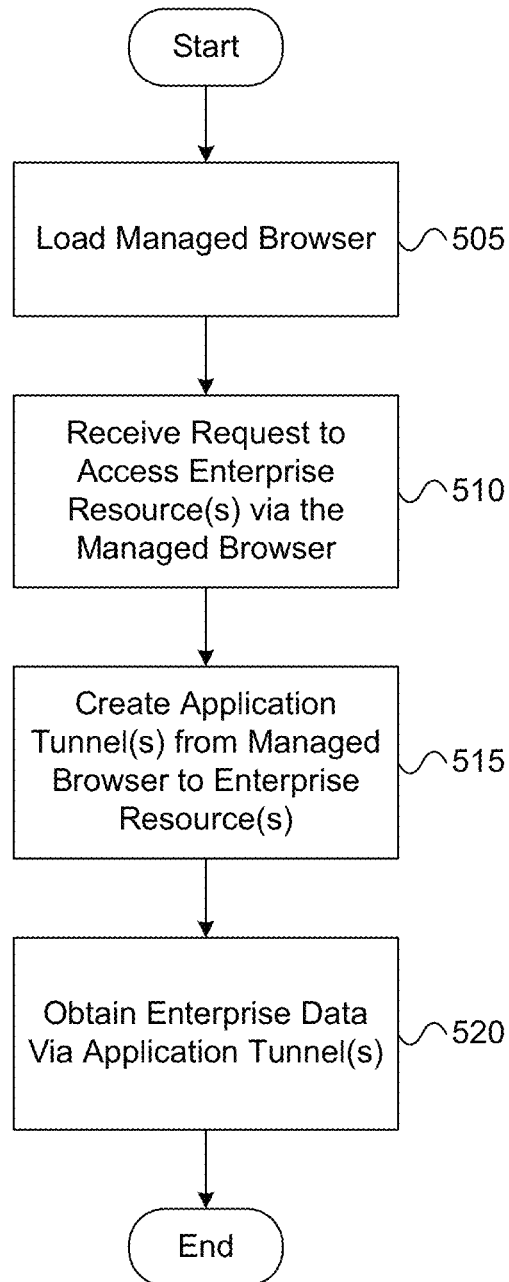 Start
Load Managed Browser
505
Receive Request to
Access Enterprise
Resource(s) via the
Managed Browser
510
Create Application
Tunnel(s) from Managed
Browser to Enterprise
Resource(s)
515
Obtain Enterprise Data
Via Application Tunnel(s)
520
End